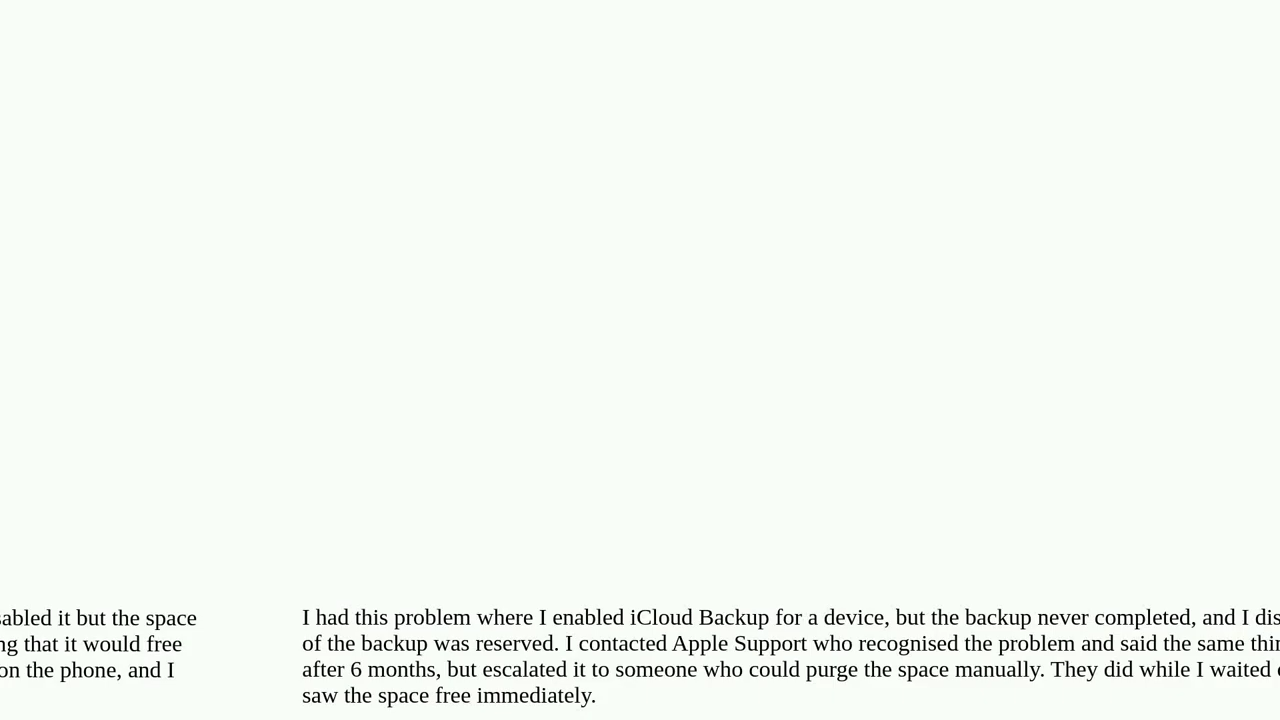 sabled it but the space
ng that it would free
on the phone, and I
I had this problem where I enabled iCloud Backup for a device, but the backup never completed, and I dis
of the backup was reserved. I contacted Apple Support who recognised the problem and said the same thin
after 6 months, but escalated it to someone who could purge the space manually. They did while I waited
saw the space free immediately.